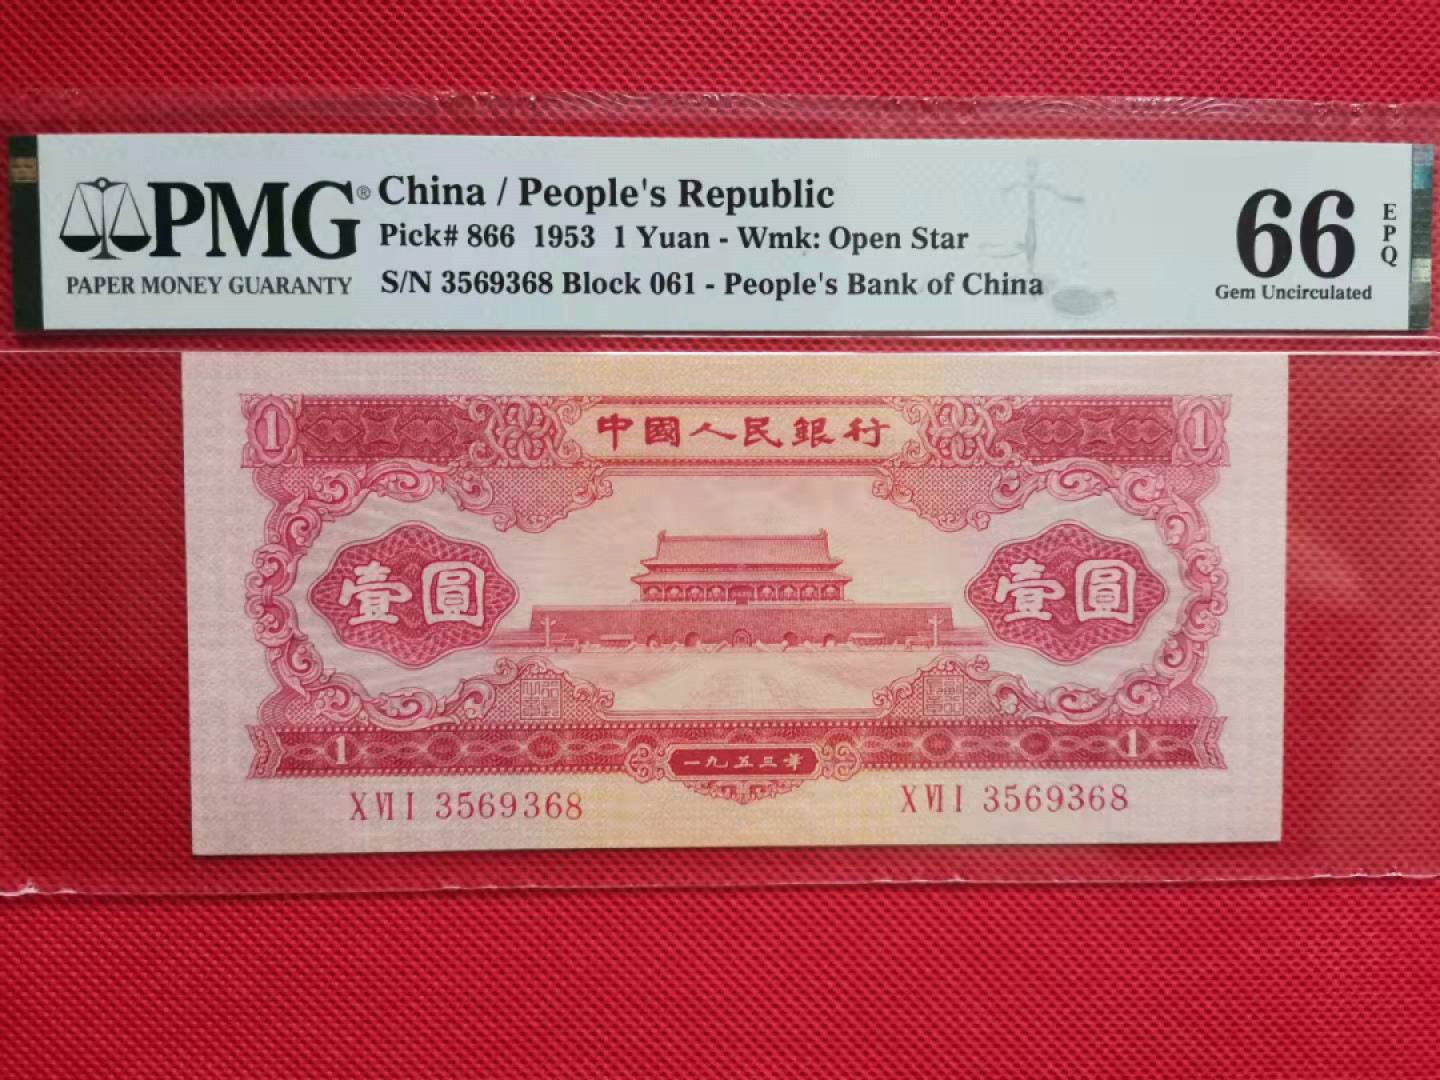 PMG®
PAPER MONEY GUARANTY
China / People's Republic
Pick# 866 1953 1 Yuan - Wmk: Open Star
S/N 3569368 Block 061 - People's Bank of China
66
EPQ
Gem Uncirculated
1 中國人民銀行 1
壹圓 壹圓
1 一九五三年 1
X VII I 3569368 X VII I 3569368